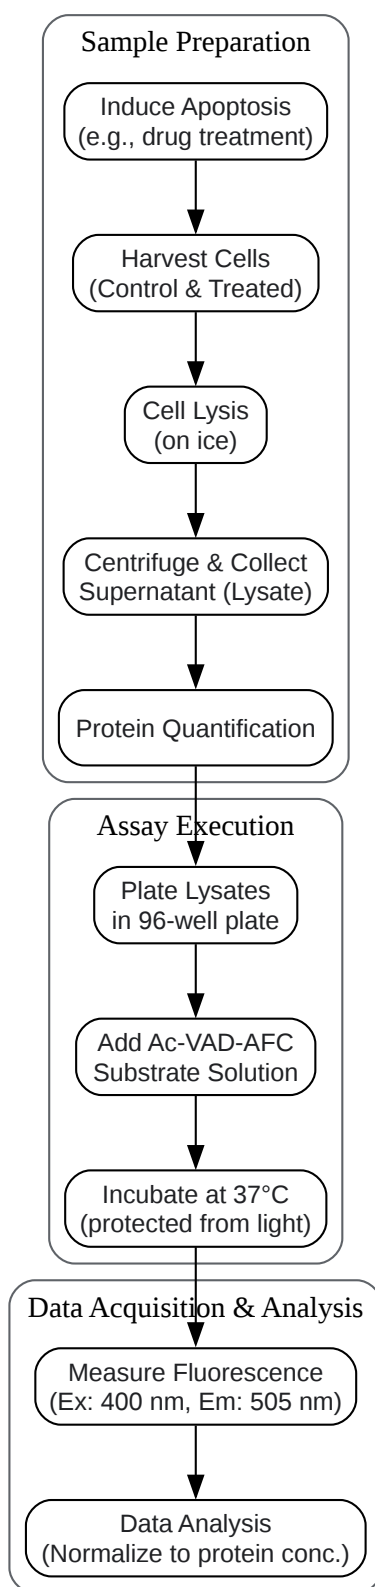 Sample Preparation
Induce Apoptosis
(e.g., drug treatment)
Harvest Cells
(Control & Treated)
Cell Lysis
(on ice)
Centrifuge & Collect
Supernatant (Lysate)
Protein Quantification
Assay Execution
Plate Lysates
in 96-well plate
Add Ac-VAD-AFC
Substrate Solution
Incubate at 37°C
(protected from light)
Data Acquisition & Analysis
Measure Fluorescence
(Ex: 400 nm, Em: 505 nm)
Data Analysis
(Normalize to protein conc.)